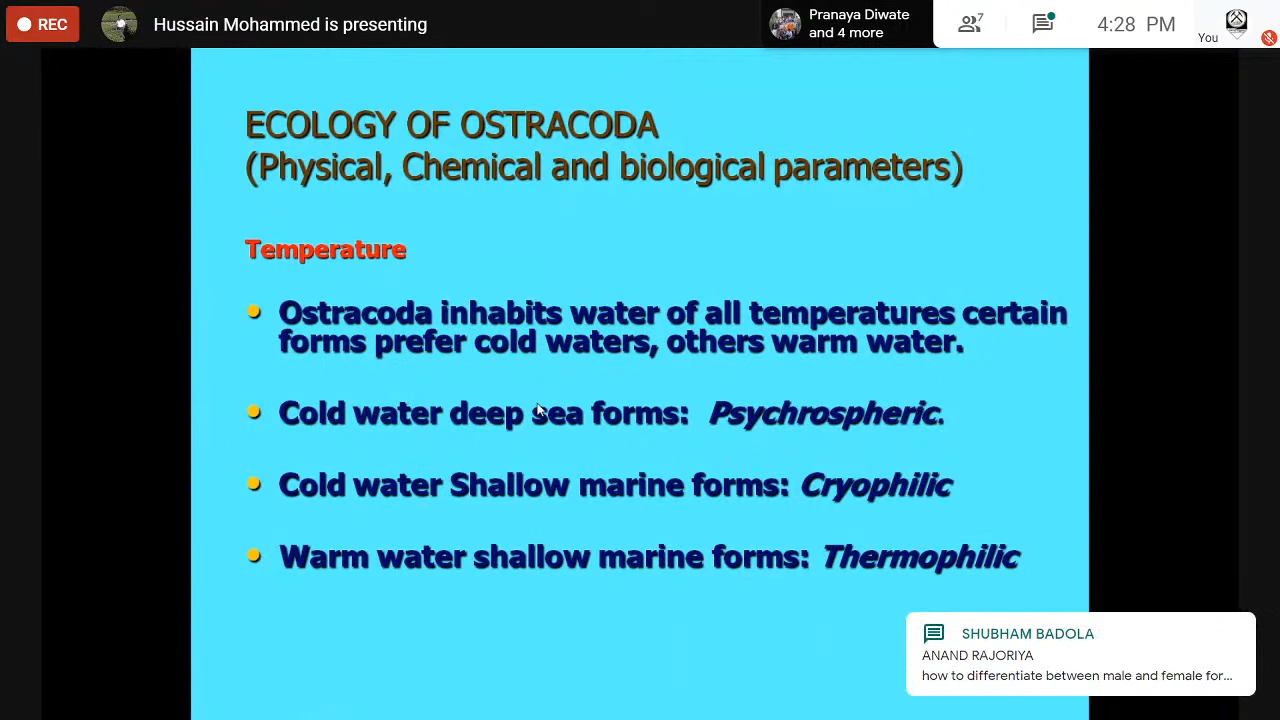 REC
Hussain Mohammed is presenting
Pranaya Diwate
and 4 more
7
4:28 PM
You
ECOLOGY OF OSTRACODA
(Physical, Chemical and biological parameters)
Temperature
Ostracoda inhabits water of all temperatures certain
forms prefer cold waters, others warm water.
Cold water deep sea forms: Psychrospheric.
Cold water Shallow marine forms: Cryophilic
Warm water shallow marine forms: Thermophilic
SHUBHAM BADOLA
ANAND RAJORIYA
how to differentiate between male and female for...